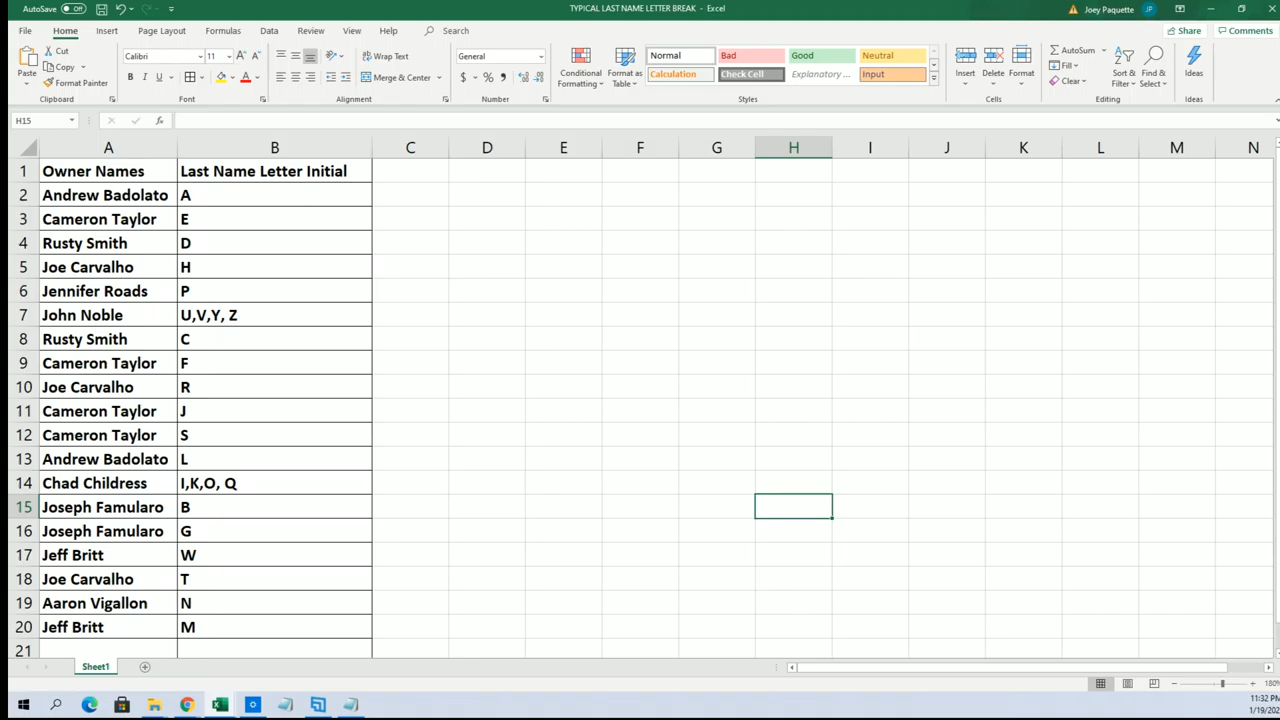 AutoSave Off TYPICAL LAST NAME LETTER BREAK - Excel Joey Paquette JP
File Home Insert Page Layout Formulas Data Review View Help Search Share Comments
Paste Cut Copy Format Painter Clipboard
Calibri 11 B I U A A A Font
Wrap Text Merge & Center Alignment
General $ % , Number
Conditional Formatting Format as Table Normal Bad Good Neutral Calculation Check Cell Explanatory ... Input Styles
Insert Delete Format Cells
AutoSum Fill Clear Sort & Filter Find & Select Editing
Ideas Ideas
H15 fx
A B C D E F G H I J K L M N
1 Owner Names Last Name Letter Initial
2 Andrew Badolato A
3 Cameron Taylor E
4 Rusty Smith D
5 Joe Carvalho H
6 Jennifer Roads P
7 John Noble U,V,Y, Z
8 Rusty Smith C
9 Cameron Taylor F
10 Joe Carvalho R
11 Cameron Taylor J
12 Cameron Taylor S
13 Andrew Badolato L
14 Chad Childress I,K,O, Q
15 Joseph Famularo B
16 Joseph Famularo G
17 Jeff Britt W
18 Joe Carvalho T
19 Aaron Vigallon N
20 Jeff Britt M
21
Sheet1
180%
11:32 PM